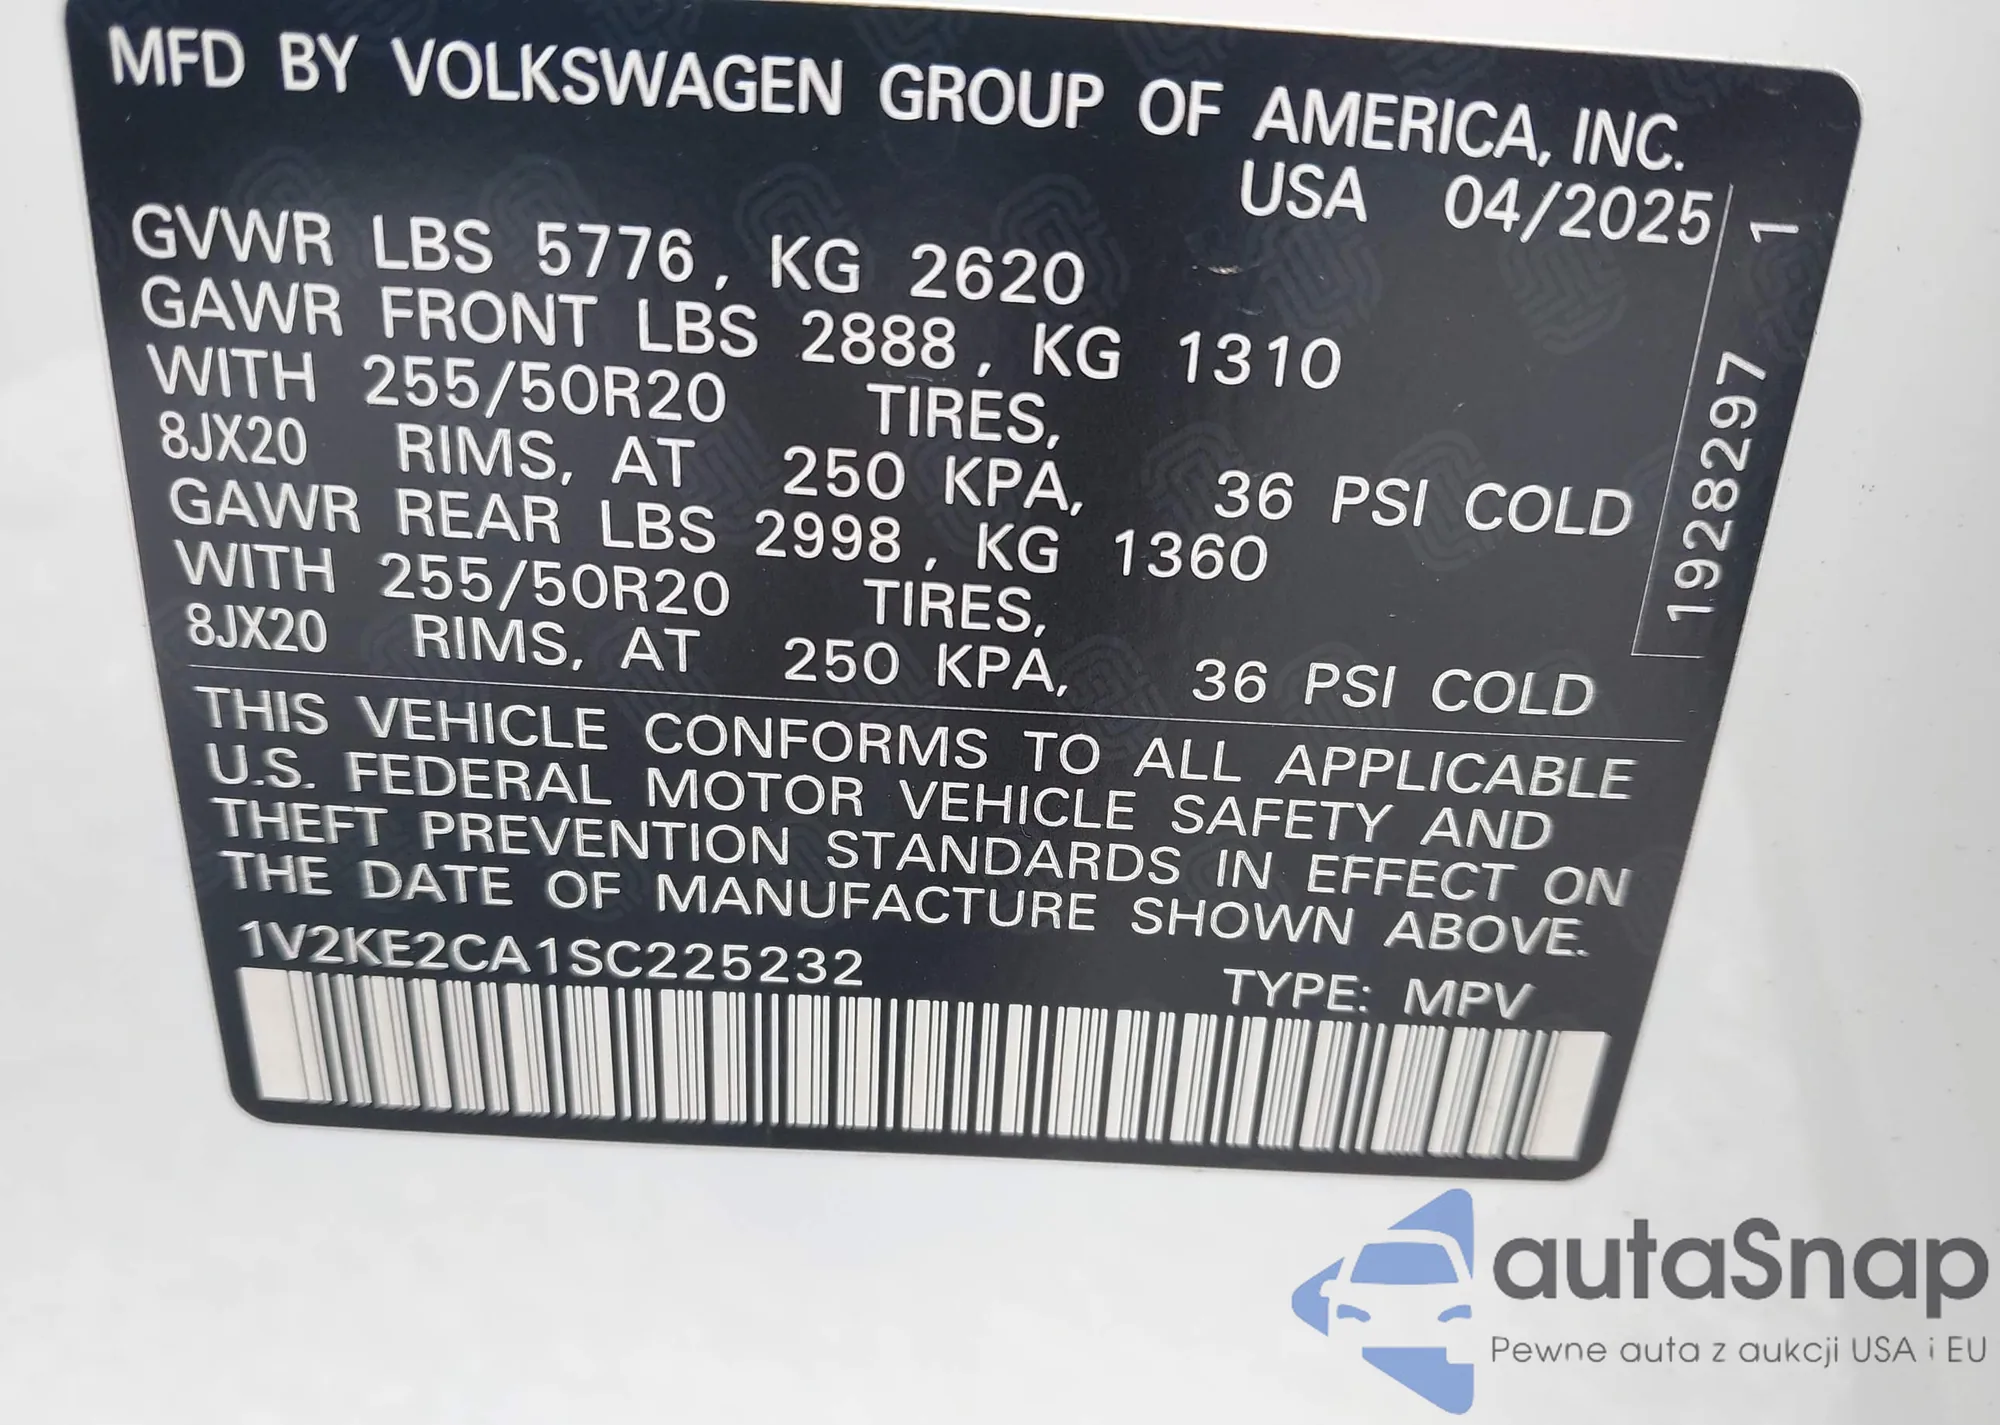 MFD BY VOLKSWAGEN GROUP OF AMERICA, INC.
USA 04/2025
GVWR LBS 5776, KG 2620
GAWR FRONT LBS 2888, KG 1310
WITH 255/50R20 TIRES,
8JX20 RIMS, AT 250 KPA, 36 PSI COLD
GAWR REAR LBS 2998, KG 1360
WITH 255/50R20 TIRES,
8JX20 RIMS, AT 250 KPA, 36 PSI COLD
1928297 1
THIS VEHICLE CONFORMS TO ALL APPLICABLE
U.S. FEDERAL MOTOR VEHICLE SAFETY AND
THEFT PREVENTION STANDARDS IN EFFECT ON
THE DATE OF MANUFACTURE SHOWN ABOVE.
1V2KE2CA1SC225232
TYPE: MPV
autaSnap
Pewne auta z aukcji USA i EU